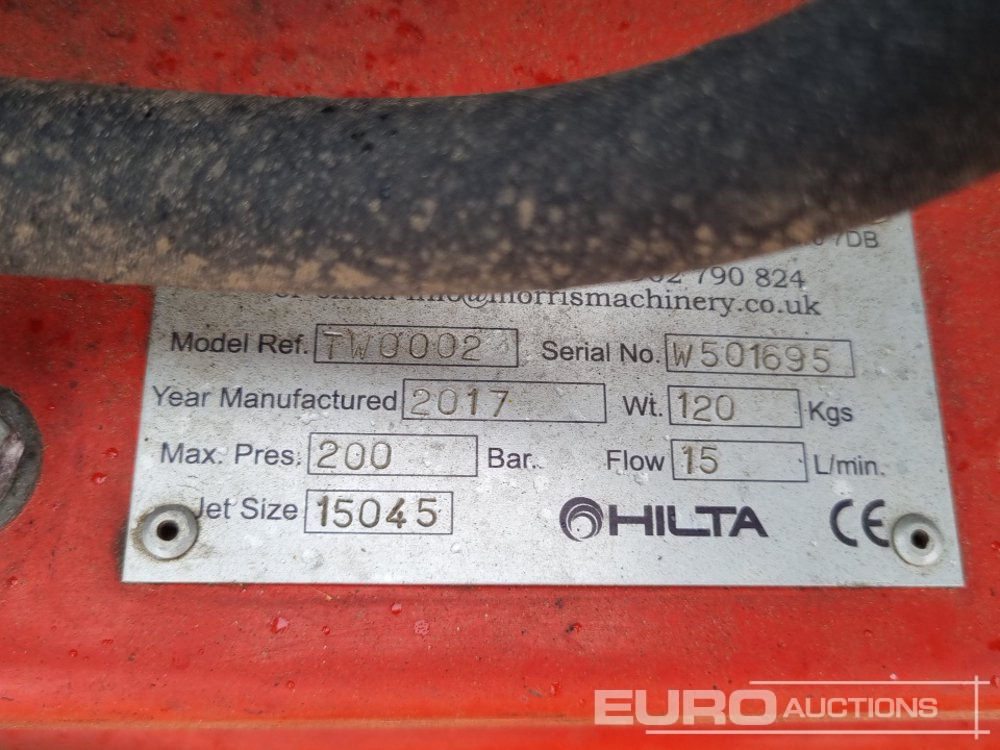 7DB
790 824
info@morrismachinery.co.uk
Model Ref. TW0002 Serial No. W501695
Year Manufactured 2017 Wt. 120 Kgs
Max. Pres. 200 Bar. Flow 15 L/min.
Jet Size 15045 HILTA CE
EURO AUCTIONS